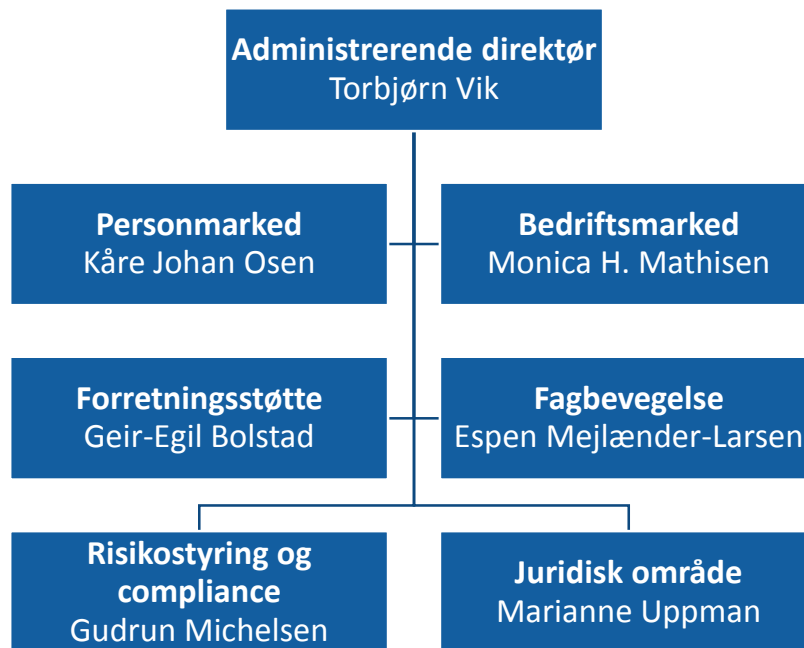 Administrerende direktør
Torbjørn Vik
Personmarked
Kåre Johan Osen
Bedriftsmarked
Monica H. Mathisen
Forretningsstøtte
Geir-Egil Bolstad
Fagbevegelse
Espen Mejlænder-Larsen
Risikostyring og
compliance
Gudrun Michelsen
Juridisk område
Marianne Uppman